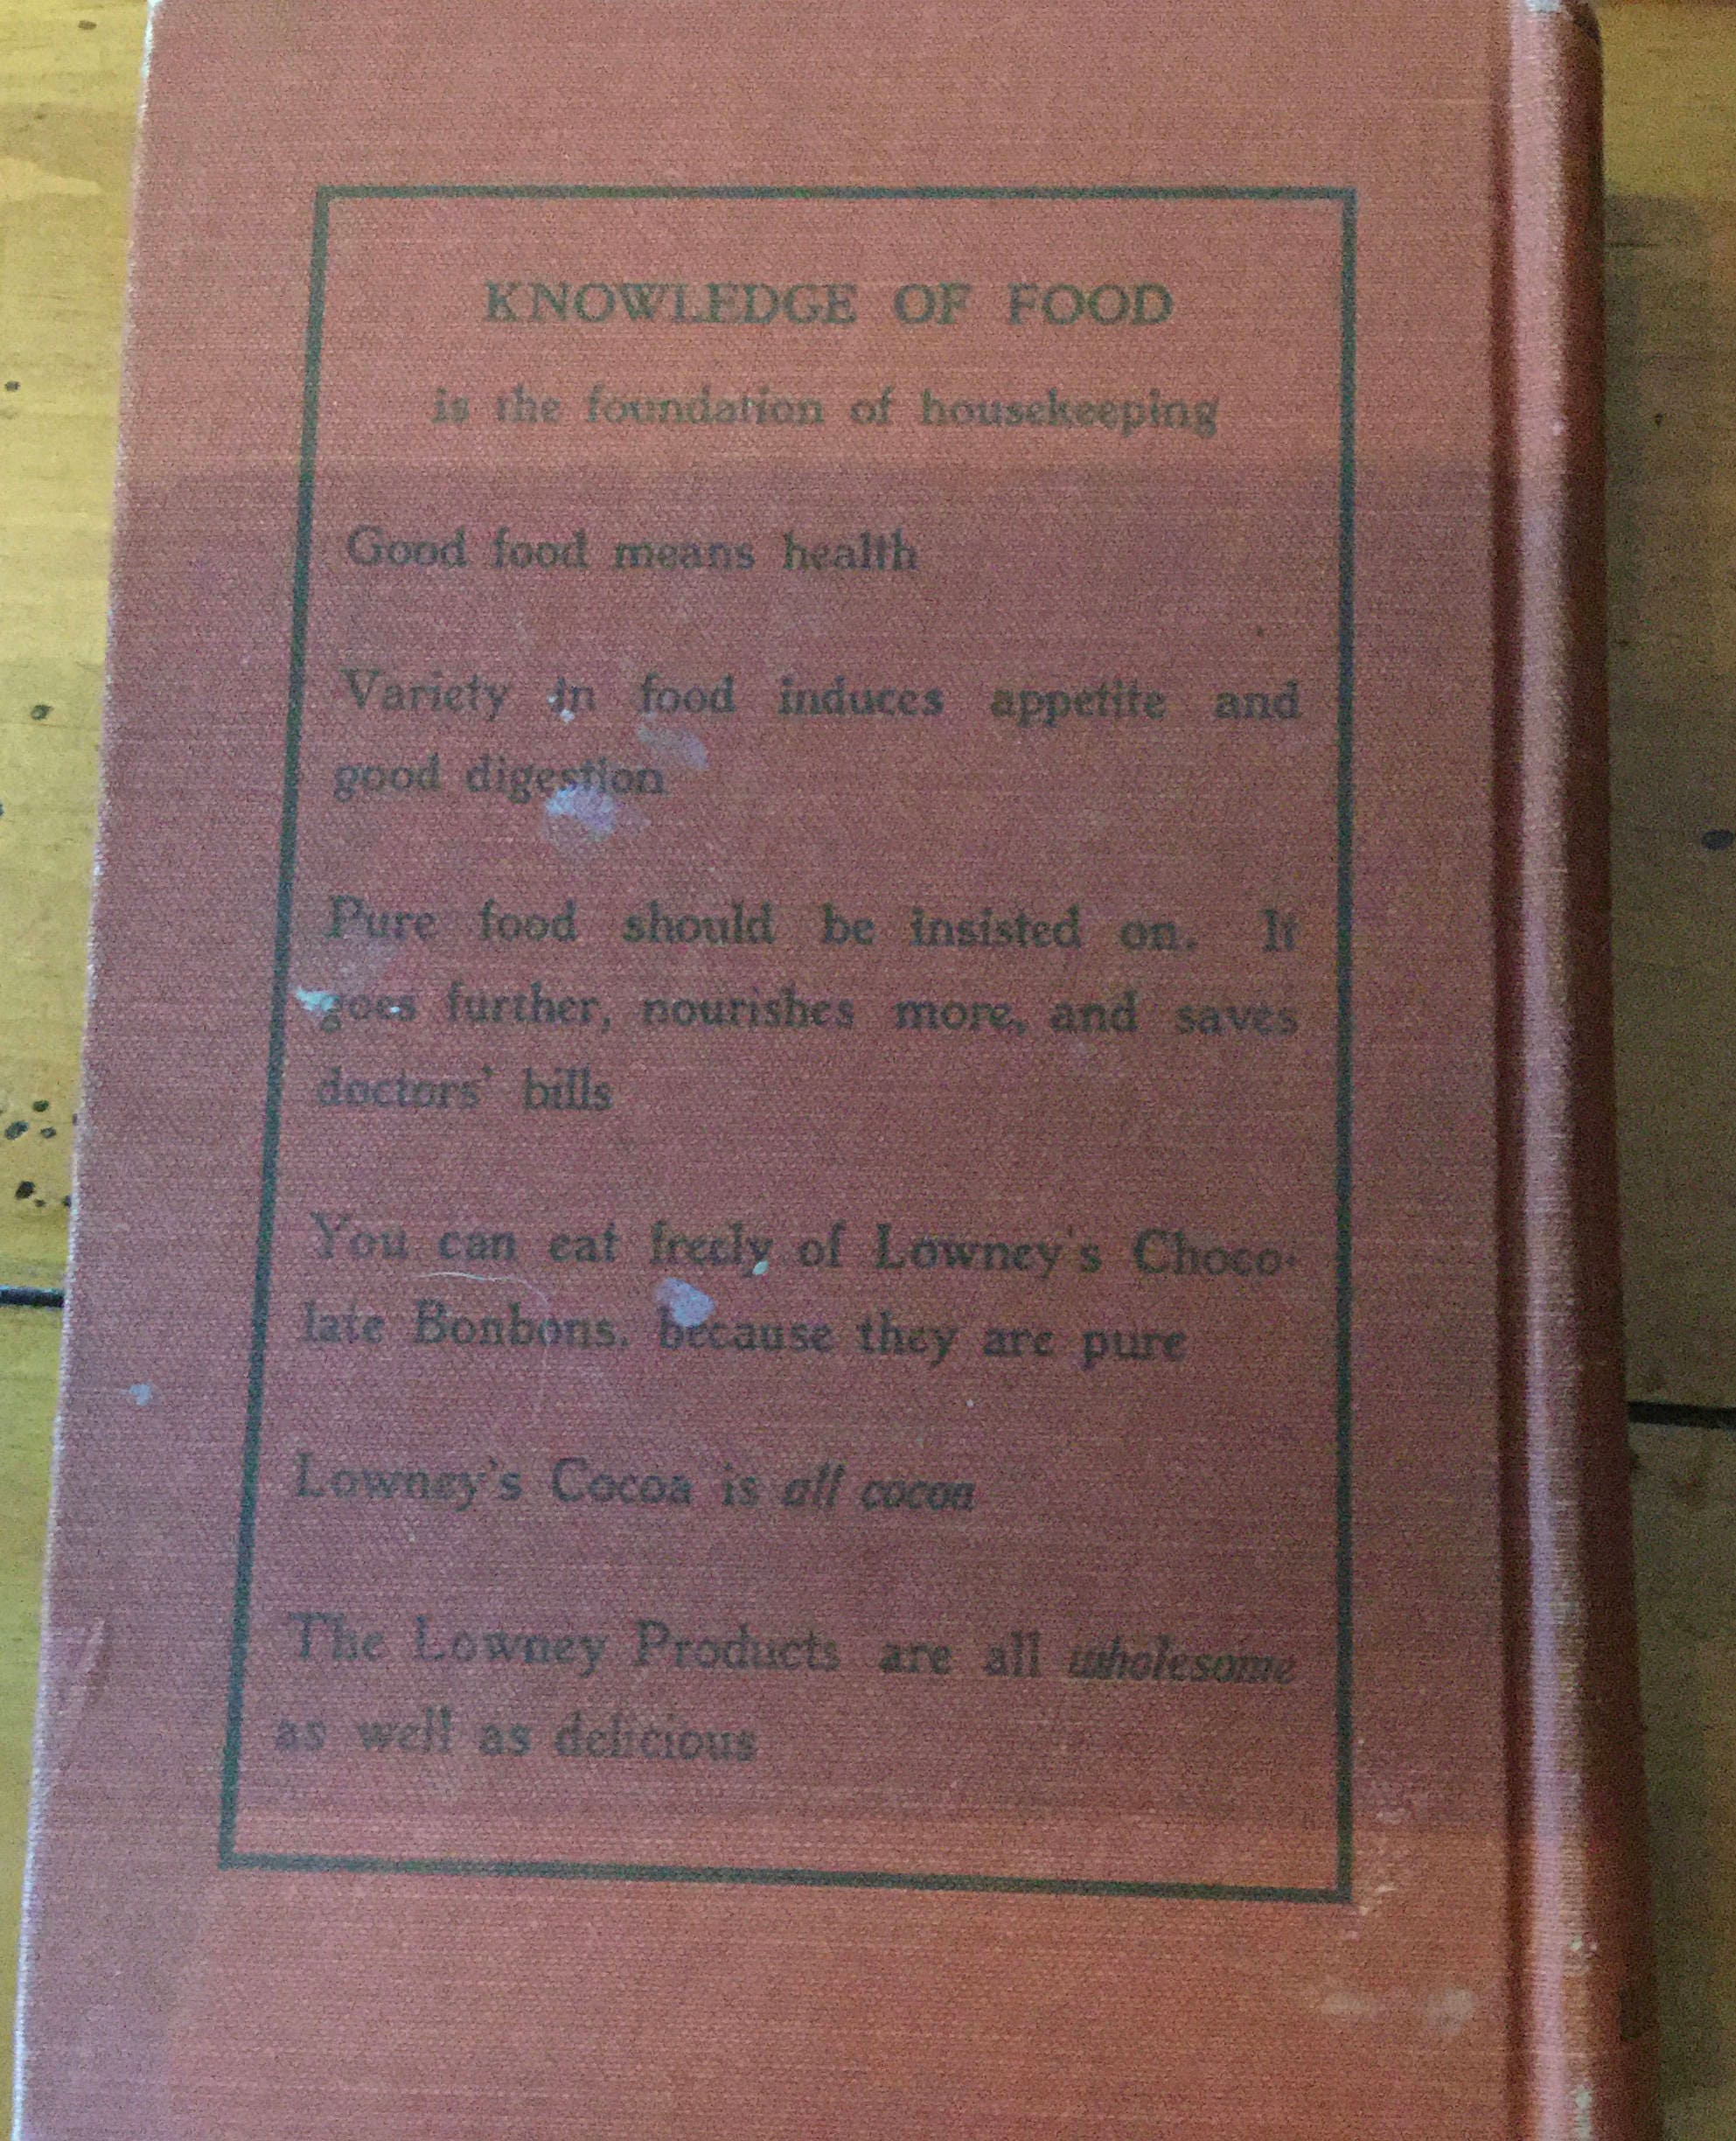 KNOWLEDGE OF FOOD
is the foundation of housekeeping
Good food means health
Variety in food induces appetite and
good digestion
Pure food should be insisted on. It
goes further, nourishes more, and saves
doctors' bills
You can eat freely of Lowney's Choco-
late Bonbons, because they are pure
Lowney's Cocoa is all cocoa
The Lowney Products are all wholesome
as well as delicious